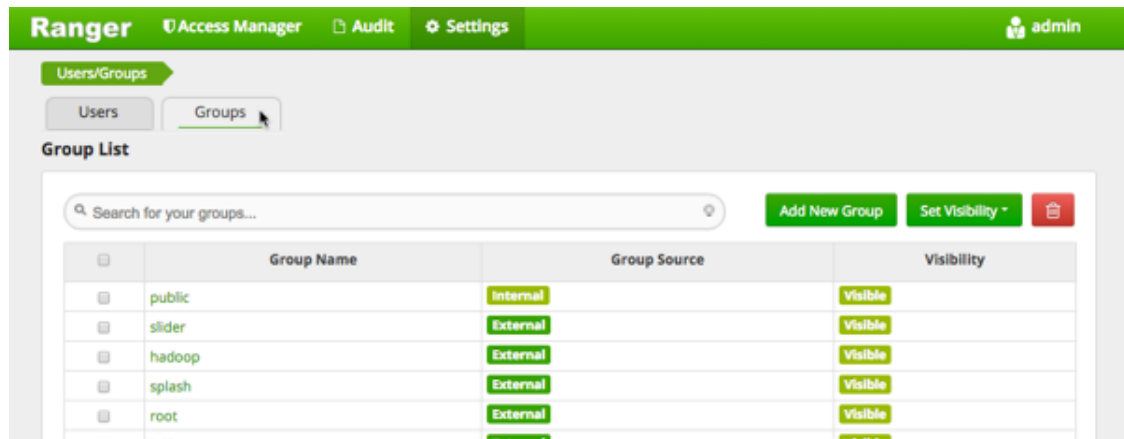 Ranger Access Manager Audit Settings admin
Users/Groups
Users Groups
Group List
Search for your groups... Add New Group Set Visibility
Group Name Group Source Visibility
public Internal Visible
slider External Visible
hadoop External Visible
splash External Visible
root External Visible